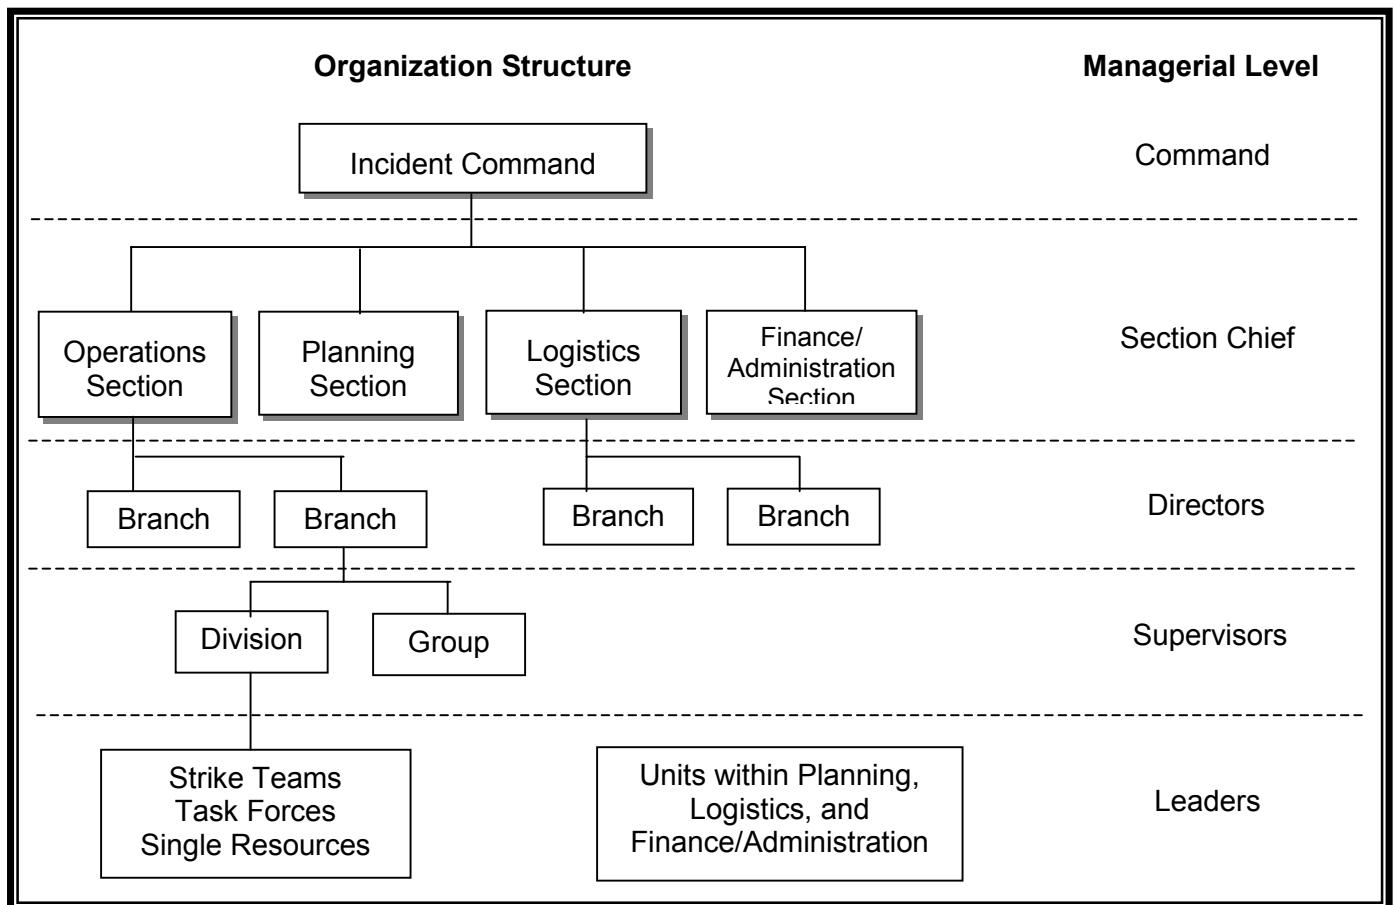 Organization Structure
Managerial Level
Incident Command
Command
Operations
Section
Planning
Section
Logistics
Section
Finance/
Administration
Section
Section Chief
Branch
Branch
Branch
Branch
Directors
Division
Group
Supervisors
Strike Teams
Task Forces
Single Resources
Units within Planning,
Logistics, and
Finance/Administration
Leaders